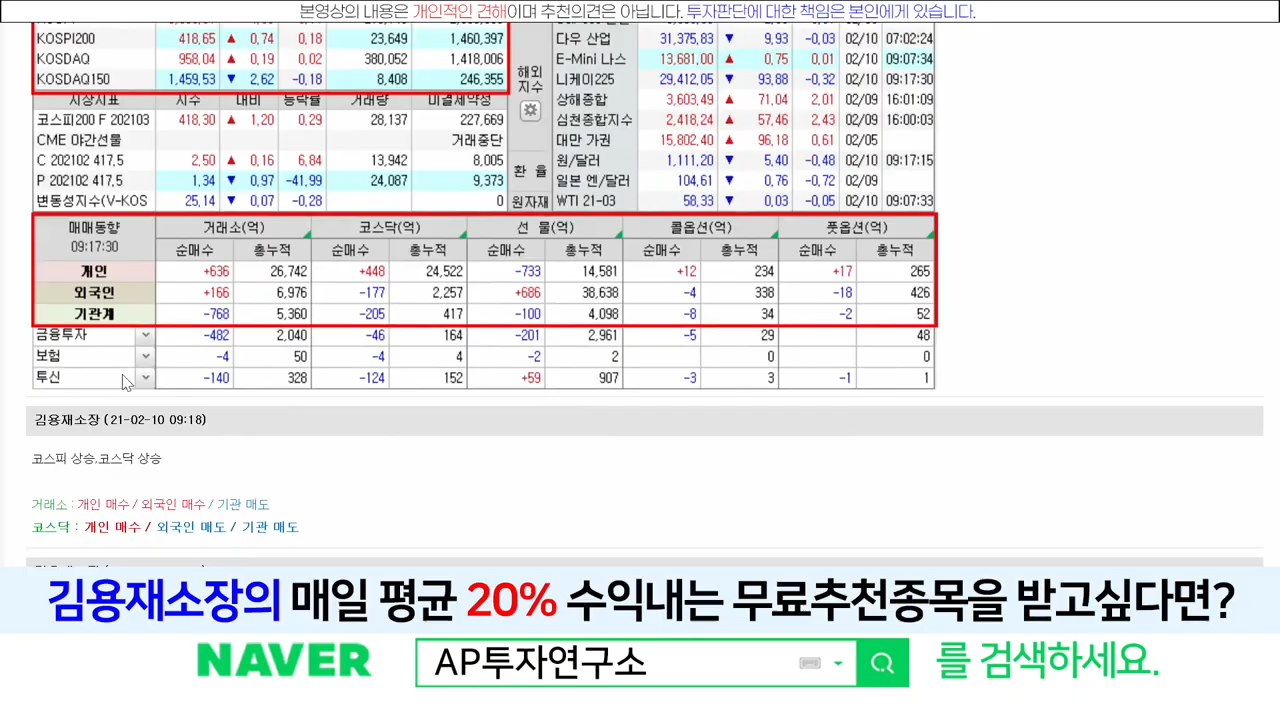 본영상의 내용은 개인적인 견해이며 추천의견은 아닙니다. 투자판단에 대한 책임은 본인에게 있습니다.
KOSPI200 418,65 ▲ 0,74 0,18 23,649 1,460,397
KOSDAQ 958,04 ▲ 0,19 0,02 380,052 1,418,006
KOSDAQ150 1,459,53 ▼ 2,62 -0,18 8,408 246,355
시장지표 지수 대비 등락률 거래량 미결제약정
코스피200 F 202103 418,30 ▲ 1,20 0,29 28,137 227,669
CME 야간선물 거래중단
C 202102 417,5 2,50 ▲ 0,16 6,84 13,942 8,005
P 202102 417,5 1,34 ▼ 0,97 -41,99 24,087 9,373
변동성지수(V-KOS 25,14 ▼ 0,07 -0,28 0
해외
지수
환 율
원자재
다우 산업 31,375,83 ▼ 9,93 -0,03 02/10 07:02:24
E-Mini 나스 13,681,00 ▲ 0,75 0,01 02/10 09:07:34
니케이225 29,412,05 ▼ 93,88 -0,32 02/10 09:17:30
상해종합 3,603,49 ▲ 71,04 2,01 02/09 16:01:09
심천종합지수 2,418,24 ▲ 57,46 2,43 02/09 16:00:03
대만 가권 15,802,40 ▲ 96,18 0,61 02/05
원/달러 1,111,20 ▼ 5,40 -0,48 02/10 09:17:15
일본 엔/달러 104,61 ▼ 0,76 -0,72 02/09
WTI 21-03 58,33 ▼ 0,03 -0,05 02/10 09:07:33
매매동향 거래소(억) 코스닥(억) 선 물(억) 콜옵션(억) 풋옵션(억)
09:17:30 순매수 총누적 순매수 총누적 순매수 총누적 순매수 총누적 순매수 총누적
개인 +636 26,742 +448 24,522 -733 14,581 +12 234 +17 265
외국인 +166 6,976 -177 2,257 +686 38,638 -4 338 -18 426
기관계 -768 5,360 -205 417 -100 4,098 -8 34 -2 52
금융투자 -482 2,040 -46 164 -201 2,961 -5 29 48
보험 -4 50 -4 4 -2 2 0 0
투신 -140 328 -124 152 +59 907 -3 3 -1 1
김용재소장 (21-02-10 09:18)
코스피 상승,코스닥 상승
거래소 : 개인 매수 / 외국인 매수 / 기관 매도
코스닥 : 개인 매수 / 외국인 매도 / 기관 매도
김용재소장의 매일 평균 20% 수익내는 무료추천종목을 받고싶다면?
NAVER AP투자연구소 를 검색하세요.